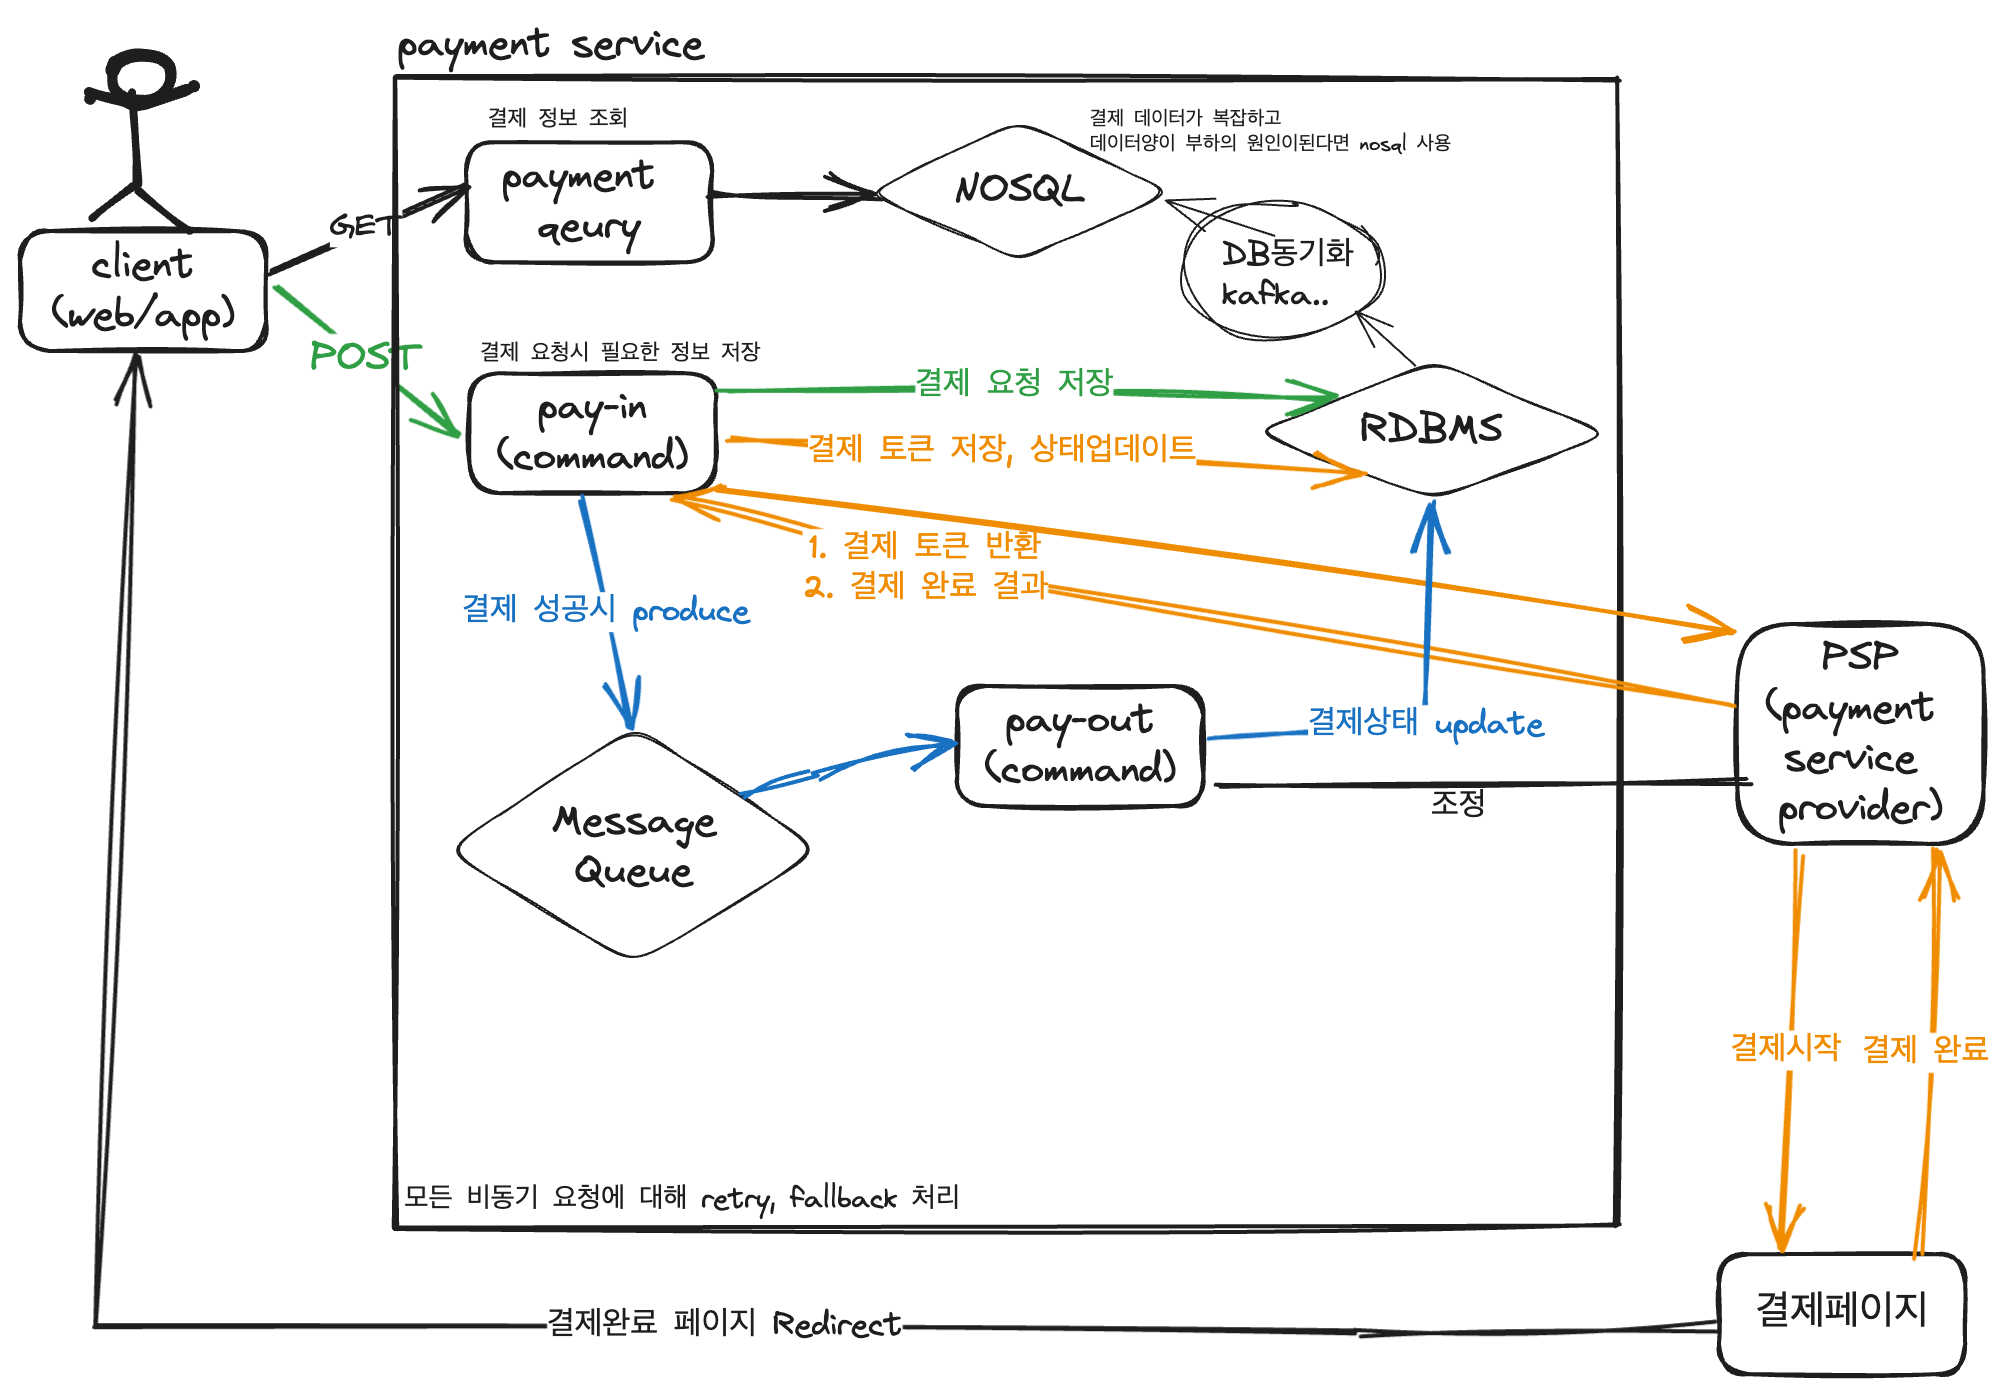 payment service
결제 정보 조회
결제 데이터가 복잡하고
데이터양이 부하의 원인이된다면 nosql 사용
payment
qeury
NOSQL
GET
client
(web/app)
DB동기화
kafka..
POST
결제 요청시 필요한 정보 저장
pay-in
(command)
결제 요청 저장
결제 토큰 저장, 상태업데이트
RDBMS
1. 결제 토큰 반환
2. 결제 완료 결과
결제 성공시 produce
PSP
(payment
service
provider)
pay-out
(command)
결제상태 update
조정
Message
Queue
결제시작
결제 완료
모든 비동기 요청에 대해 retry, fallback 처리
결제완료 페이지 Redirect
결제페이지